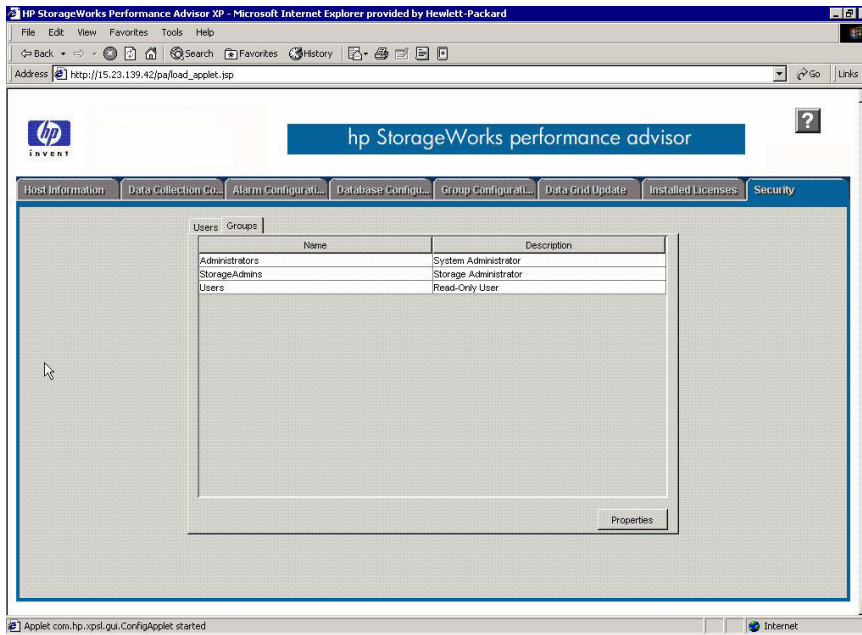 HP StorageWorks Performance Advisor XP - Microsoft Internet Explorer provided by Hewlett-Packard
File Edit View Favorites Tools Help
Back Search Favorites History
Address http://15.23.139.42/pa/load_applet.jsp Go Links
hp
invent
hp StorageWorks performance advisor
?
Host Information Data Collection Co... Alarm Configurati... Database Configu... Group Configurati... Data Grid Update Installed Licenses Security
Users Groups
Name Description
Administrators System Administrator
StorageAdmins Storage Administrator
Users Read-Only User
Properties
Applet com.hp.xpsl.gui.ConfigApplet started Internet